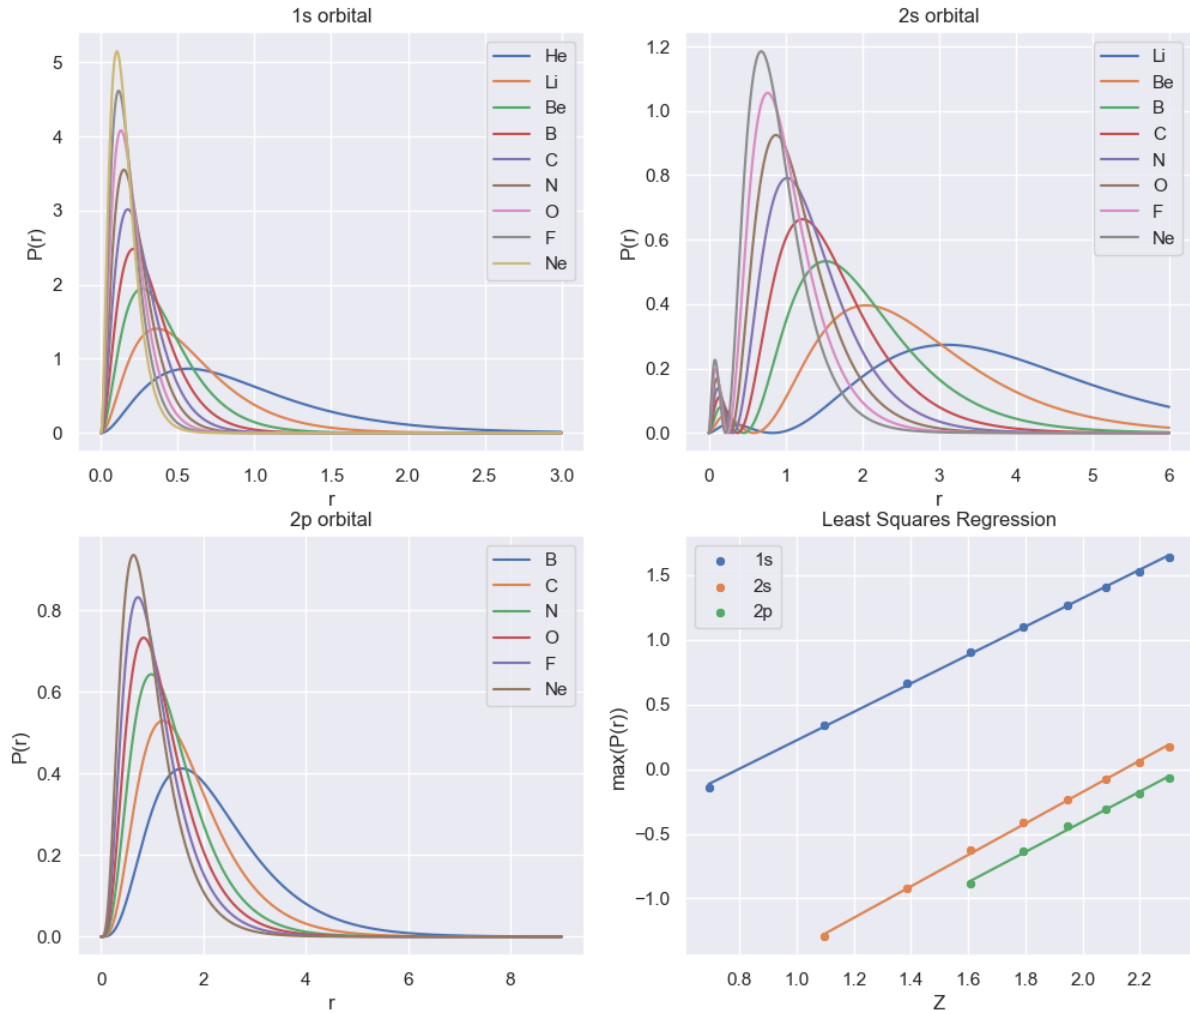 1s orbital
P(r)
5
4
3
2
1
0
0.0 0.5 1.0 1.5 2.0 2.5 3.0
r
He
Li
Be
B
C
N
O
F
Ne
2s orbital
P(r)
1.2
1.0
0.8
0.6
0.4
0.2
0.0
0 1 2 3 4 5 6
r
Li
Be
B
C
N
O
F
Ne
2p orbital
P(r)
0.8
0.6
0.4
0.2
0.0
0 2 4 6 8
r
B
C
N
O
F
Ne
Least Squares Regression
max(P(r))
1.5
1.0
0.5
0.0
−0.5
−1.0
0.8 1.0 1.2 1.4 1.6 1.8 2.0 2.2
Z
1s
2s
2p